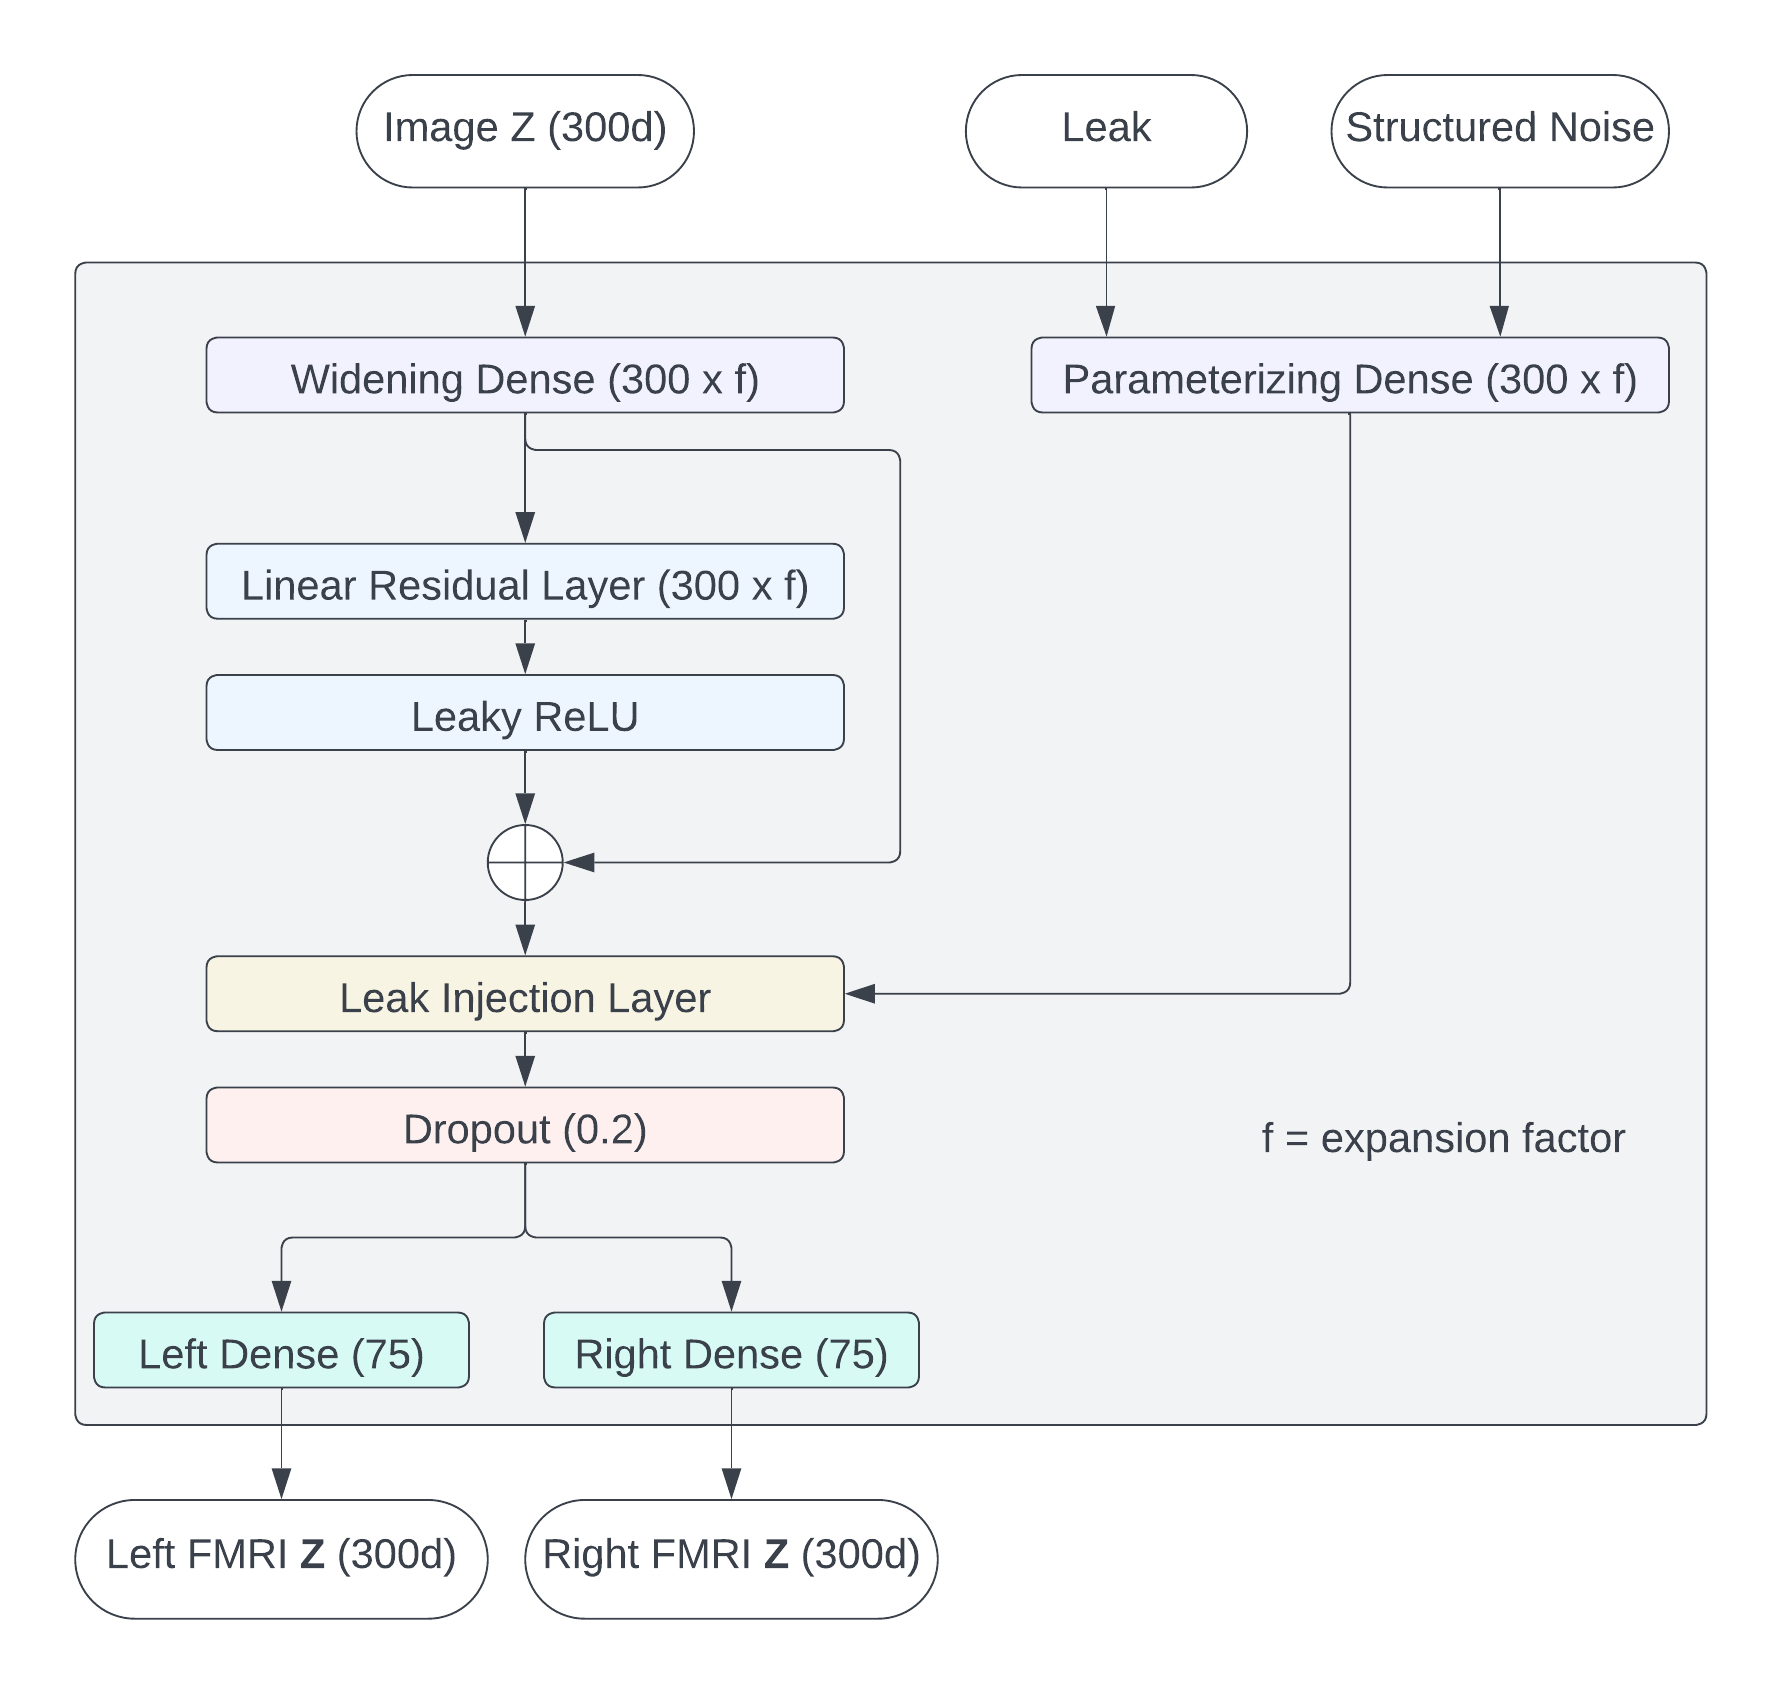 Image Z (300d)
Leak
Structured Noise
Widening Dense (300 x f)
Parameterizing Dense (300 x f)
Linear Residual Layer (300 x f)
Leaky ReLU
Leak Injection Layer
Dropout (0.2)
f = expansion factor
Left Dense (75)
Right Dense (75)
Left FMRI Z (300d)
Right FMRI Z (300d)